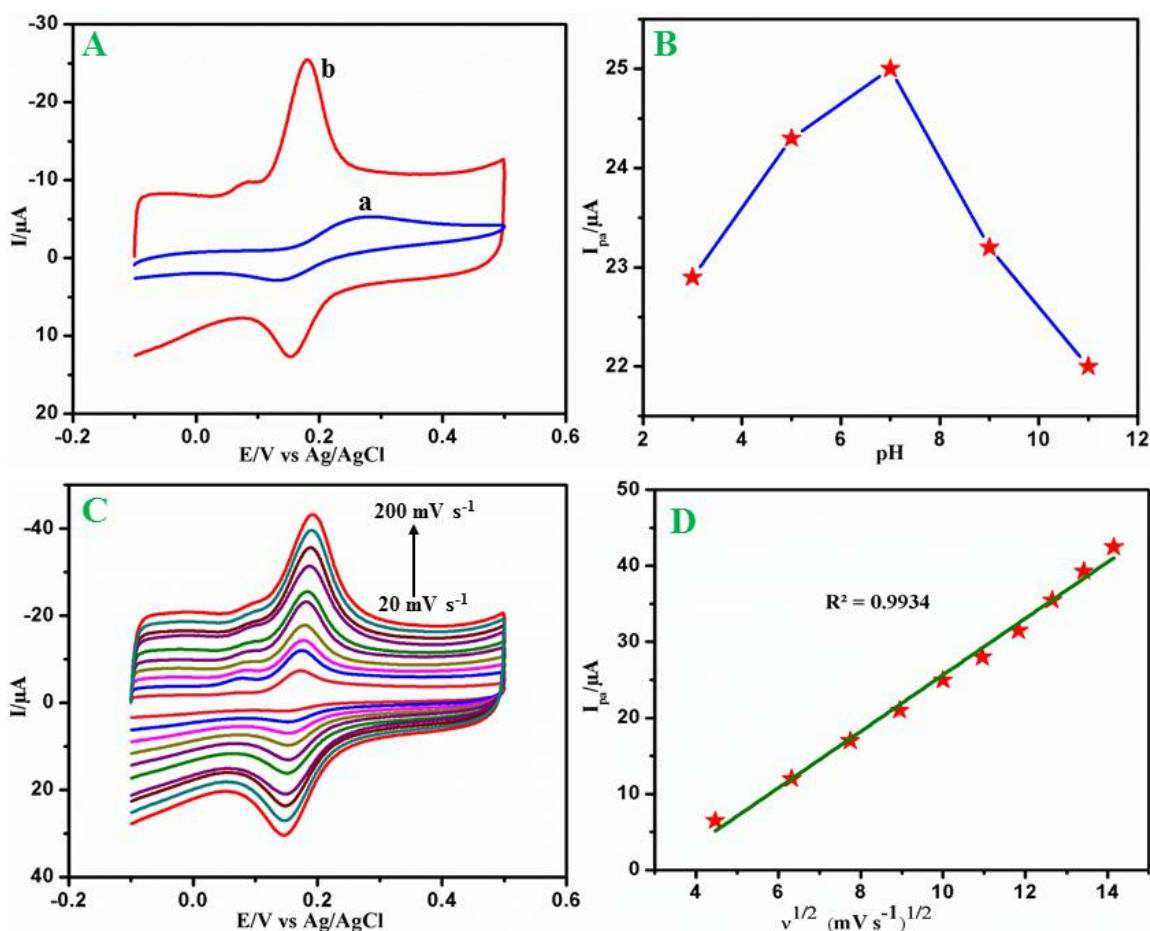 A
b
a
-30
-20
-10
0
10
20
I/μA
-0.2
0.0
0.2
0.4
0.6
E/V vs Ag/AgCl
B
25
24
23
22
I_pa/μA
2
4
6
8
10
12
pH
C
200 mV s⁻¹
20 mV s⁻¹
-40
-20
0
20
40
I/μA
-0.2
0.0
0.2
0.4
0.6
E/V vs Ag/AgCl
D
R² = 0.9934
50
40
30
20
10
0
I_pa/μA
4
6
8
10
12
14
ν^1/2 (mV s⁻¹)^1/2